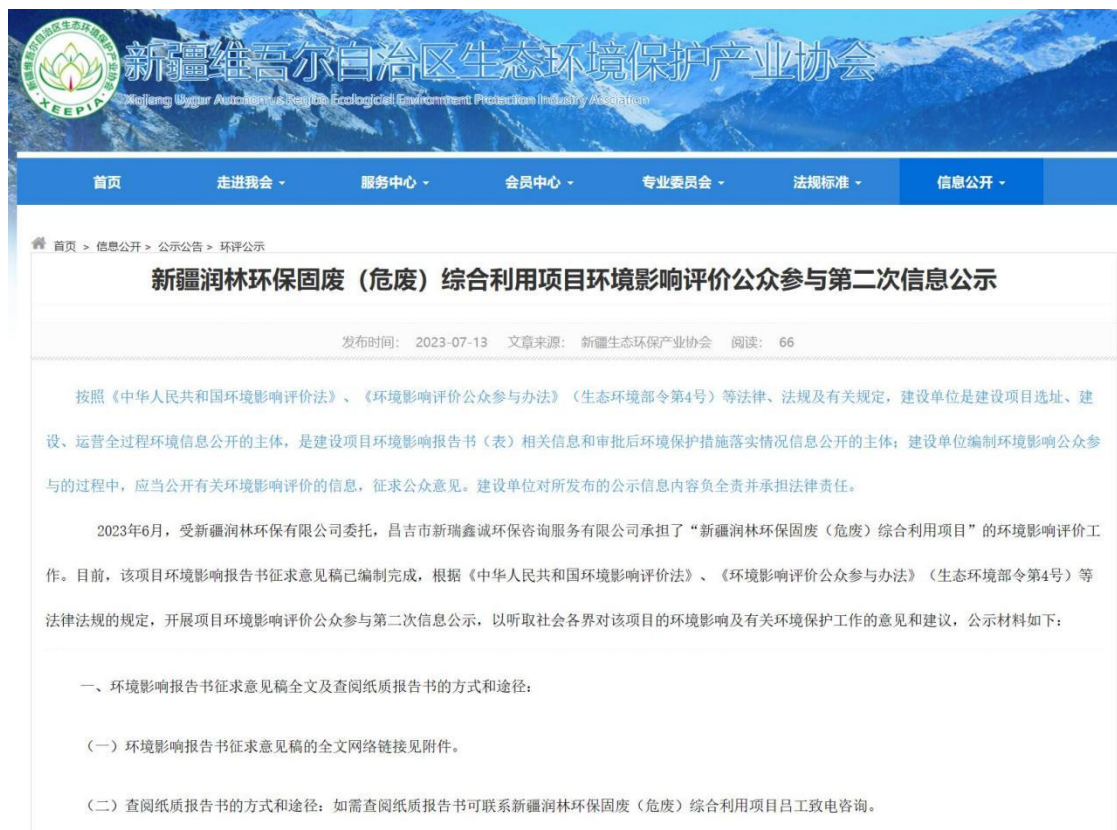 新疆维吾尔自治区生态环境保护产业协会
XEEPIA
首页
走进我会
服务中心
会员中心
专业委员会
法规标准
信息公开
首页 > 信息公开 > 公示公告 > 环评公示
新疆润林环保固废（危废）综合利用项目环境影响评价公众参与第二次信息公示
发布时间： 2023-07-13 文章来源： 新疆生态环保产业协会 阅读： 66
按照《中华人民共和国环境影响评价法》、《环境影响评价公众参与办法》（生态环境部令第4号）等法律、法规及有关规定，建设单位是建设项目选址、建
设、运营全过程环境信息公开的主体，是建设项目环境影响报告书（表）相关信息和审批后环境保护措施落实情况信息公开的主体；建设单位编制环境影响公众参
与的过程中，应当公开有关环境影响评价的信息，征求公众意见。建设单位对所发布的公示信息内容负全责并承担法律责任。
2023年6月，受新疆润林环保有限公司委托，昌吉市新瑞鑫诚环保咨询服务有限公司承担了“新疆润林环保固废（危废）综合利用项目”的环境影响评价工
作。目前，该项目环境影响报告书征求意见稿已编制完成，根据《中华人民共和国环境影响评价法》、《环境影响评价公众参与办法》（生态环境部令第4号）等
法律法规的规定，开展项目环境影响评价公众参与第二次信息公示，以听取社会各界对该项目的环境影响及有关环境保护工作的意见和建议，公示材料如下：
一、环境影响报告书征求意见稿全文及查阅纸质报告书的方式和途径：
（一）环境影响报告书征求意见稿的全文网络链接见附件。
（二）查阅纸质报告书的方式和途径：如需查阅纸质报告书可联系新疆润林环保固废（危废）综合利用项目吕工致电咨询。